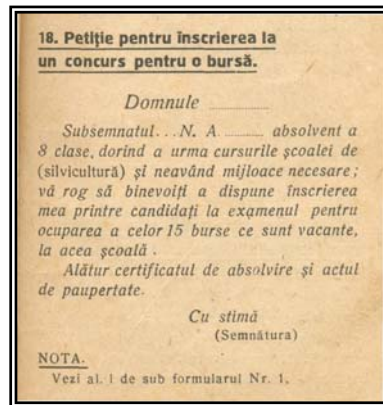 18. Petiție pentru înscrierea la
un concurs pentru o bursă.
Domnule ............
Subsemnatul...N. A. ......... absolvent a
8 clase, dorind a urma cursurile școalei de
(silvicultură) și neavând mijloace necesare;
vă rog să binevoiți a dispune înscrierea
mea printre candidați la examenul pentru
ocuparea a celor 15 burse ce sunt vacante,
la acea școală .
Alătur certificatul de absolvire și actul
de paupertate.
Cu stimă
(Semnătura)
NOTA.
Vezi al. I de sub formularul Nr. 1.